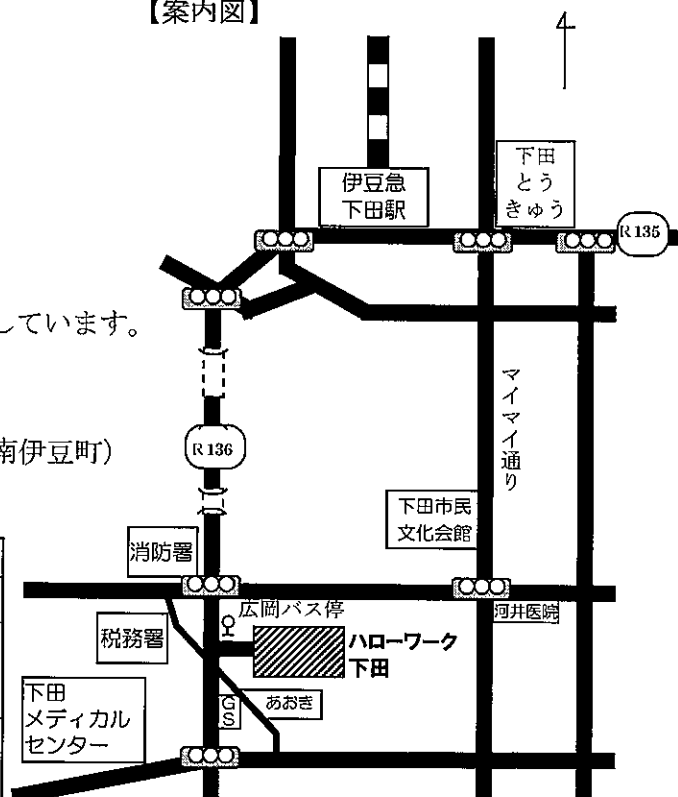 【案内図】
伊豆急
下田駅
下田
とう
きゅう
R 135
しています。
マイマイ通り
南伊豆町）
R 136
下田市民
文化会館
消防署
広岡バス停
河井医院
税務署
ハローワーク
下田
下田
メディカル
センター
GS
あおき